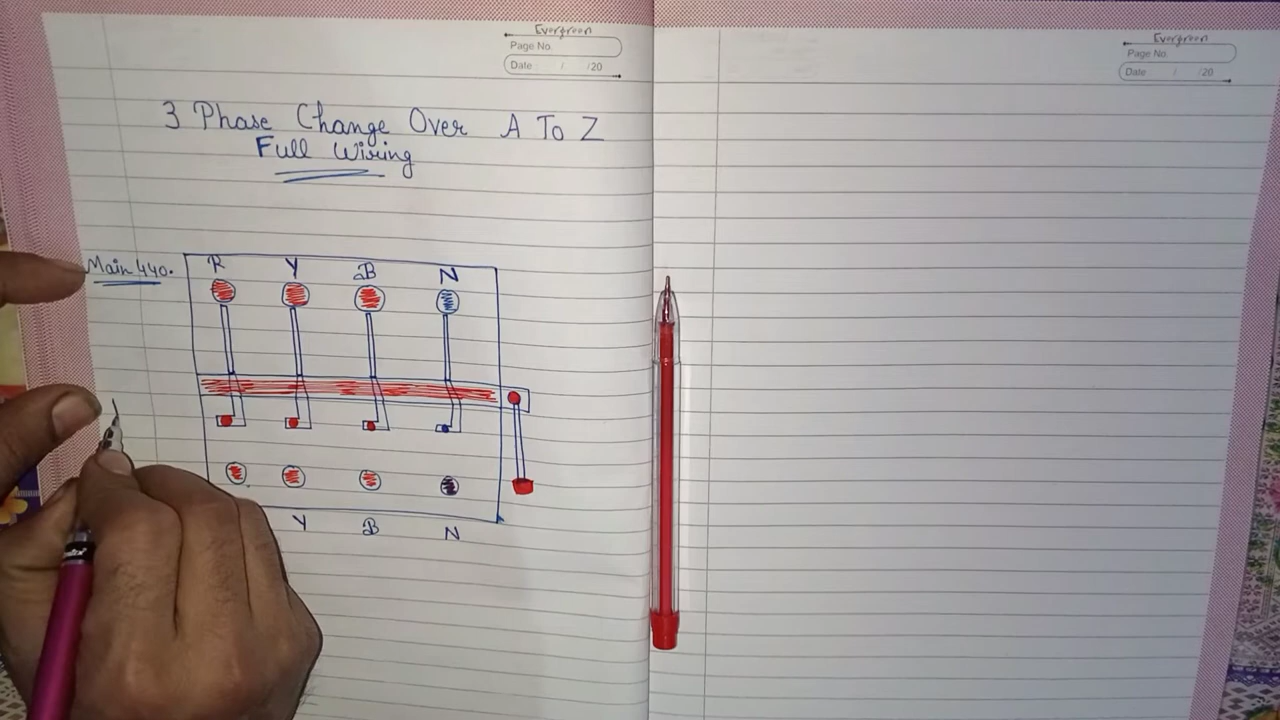 Evergreen
Page No.
Date / /20
Evergreen
Page No.
Date / /20
3 Phase Change Over A To Z
Full Wiring
Main 440.
R Y B N
Y B N